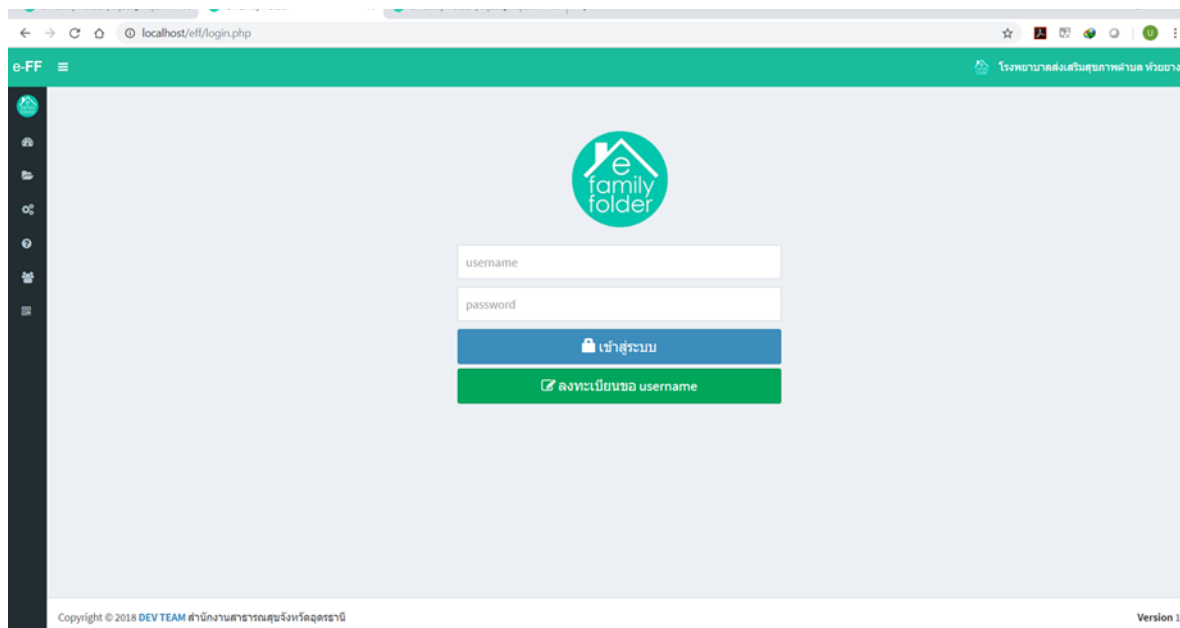 localhost/eff/login.php
U
e-FF
โรงพยาบาลส่งเสริมสุขภาพตำบล ห้วยยาง
e
family
folder
username
password
เข้าสู่ระบบ
ลงทะเบียนขอ username
Copyright © 2018 DEV TEAM สำนักงานสาธารณสุขจังหวัดอุดรธานี
Version 1